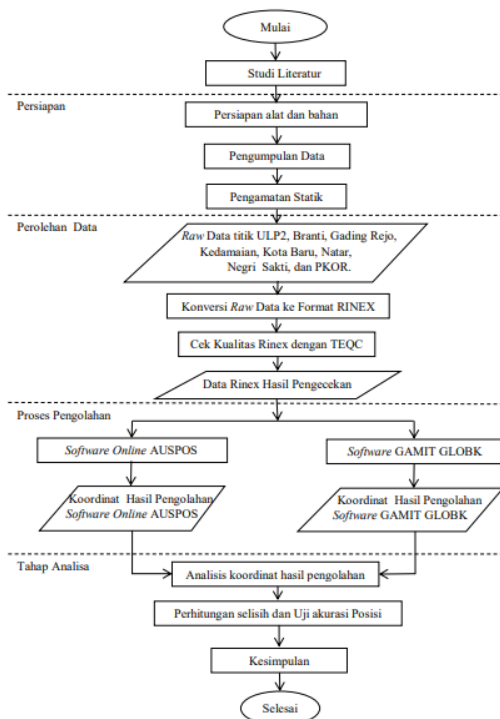 Mulai
Studi Literatur
Persiapan
Persiapan alat dan bahan
Pengumpulan Data
Pengamatan Statik
Perolehan Data
Raw Data titik ULP2, Branti, Gading Rejo,
Kedamaian, Kota Baru, Natar,
Negri Sakti, dan PKOR.
Konversi Raw Data ke Format RINEX
Cek Kualitas Rinex dengan TEQC
Data Rinex Hasil Pengecekan
Proses Pengolahan
Software Online AUSPOS
Software GAMIT GLOBK
Koordinat Hasil Pengolahan
Software Online AUSPOS
Koordinat Hasil Pengolahan
Software GAMIT GLOBK
Tahap Analisa
Analisis koordinat hasil pengolahan
Perhitungan selisih dan Uji akurasi Posisi
Kesimpulan
Selesai